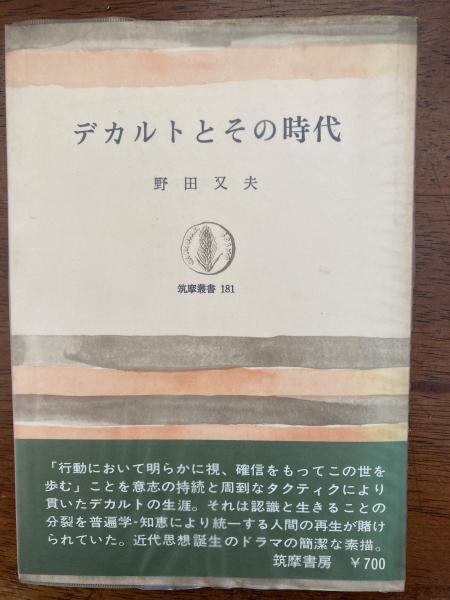 デカルトとその時代
野田又夫
筑摩叢書 181
「行動において明らかに視、確信をもってこの世を
歩む」ことを意志の持続と周到なタクティクにより
貫いたデカルトの生涯。それは認識と生きることの
分裂を普遍学-知恵により統一する人間の再生が賭け
られていた。近代思想誕生のドラマの簡潔な素描。
筑摩書房 ￥700